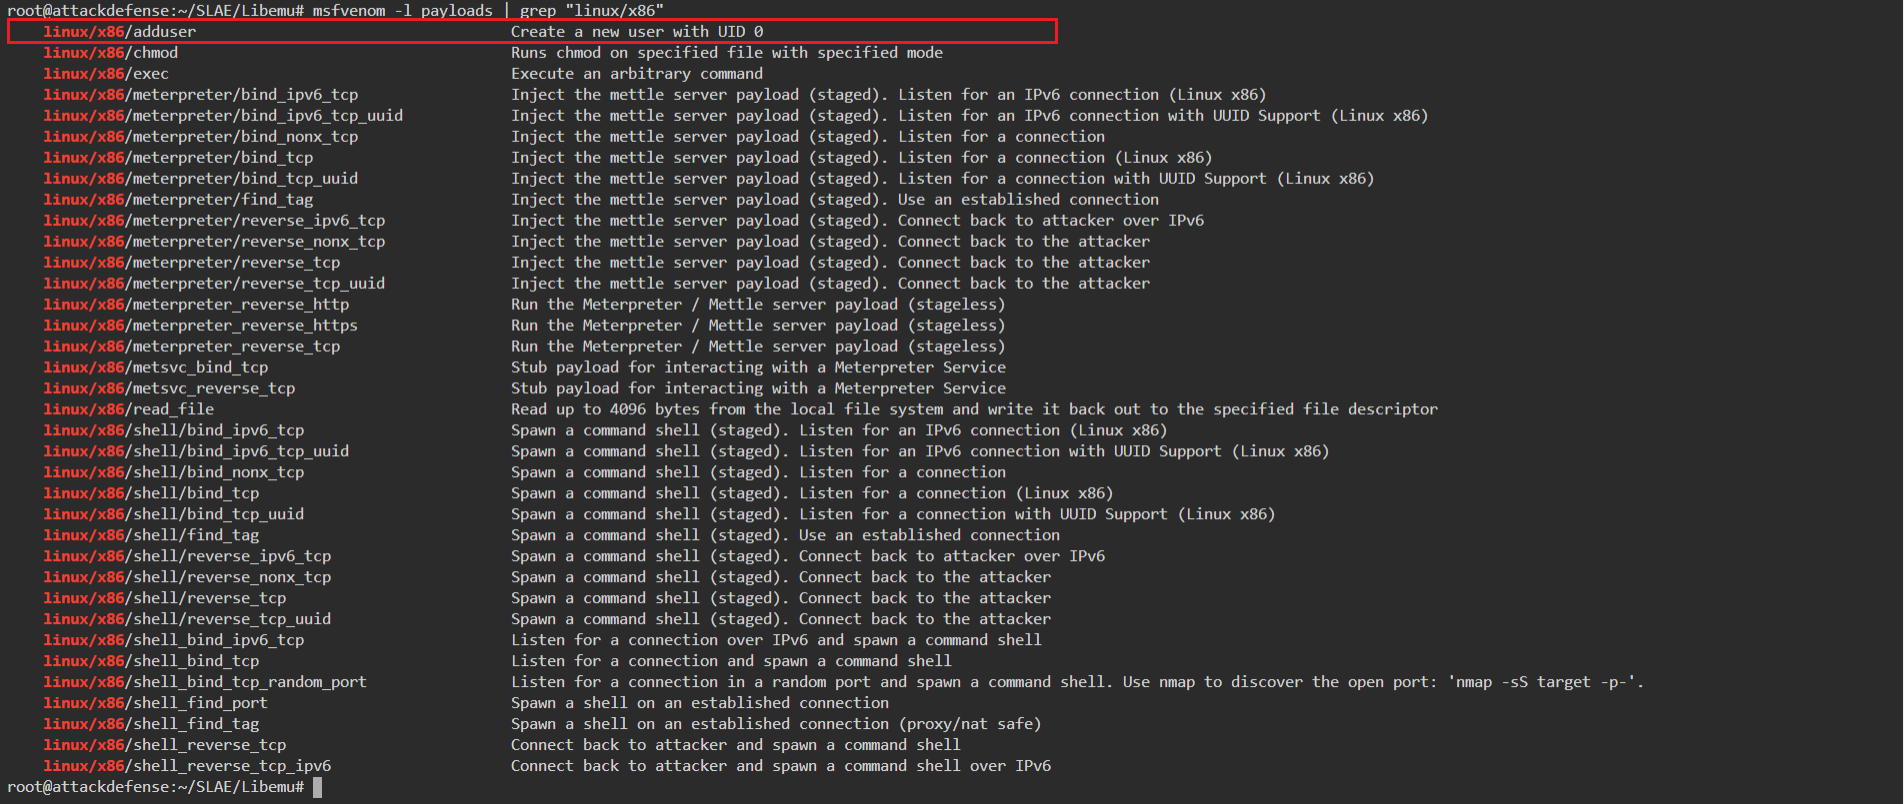 root@attackdefense:~/SLAE/Libemu# msfvenom -l payloads | grep "linux/x86"
linux/x86/adduser Create a new user with UID 0
linux/x86/chmod Runs chmod on specified file with specified mode
linux/x86/exec Execute an arbitrary command
linux/x86/meterpreter/bind_ipv6_tcp Inject the mettle server payload (staged). Listen for an IPv6 connection (Linux x86)
linux/x86/meterpreter/bind_ipv6_tcp_uuid Inject the mettle server payload (staged). Listen for an IPv6 connection with UUID Support (Linux x86)
linux/x86/meterpreter/bind_nonx_tcp Inject the mettle server payload (staged). Listen for a connection
linux/x86/meterpreter/bind_tcp Inject the mettle server payload (staged). Listen for a connection (Linux x86)
linux/x86/meterpreter/bind_tcp_uuid Inject the mettle server payload (staged). Listen for a connection with UUID Support (Linux x86)
linux/x86/meterpreter/find_tag Inject the mettle server payload (staged). Use an established connection
linux/x86/meterpreter/reverse_ipv6_tcp Inject the mettle server payload (staged). Connect back to attacker over IPv6
linux/x86/meterpreter/reverse_nonx_tcp Inject the mettle server payload (staged). Connect back to the attacker
linux/x86/meterpreter/reverse_tcp Inject the mettle server payload (staged). Connect back to the attacker
linux/x86/meterpreter/reverse_tcp_uuid Inject the mettle server payload (staged). Connect back to the attacker
linux/x86/meterpreter_reverse_http Run the Meterpreter / Mettle server payload (stageless)
linux/x86/meterpreter_reverse_https Run the Meterpreter / Mettle server payload (stageless)
linux/x86/meterpreter_reverse_tcp Run the Meterpreter / Mettle server payload (stageless)
linux/x86/metsvc_bind_tcp Stub payload for interacting with a Meterpreter Service
linux/x86/metsvc_reverse_tcp Stub payload for interacting with a Meterpreter Service
linux/x86/read_file Read up to 4096 bytes from the local file system and write it back out to the specified file descriptor
linux/x86/shell/bind_ipv6_tcp Spawn a command shell (staged). Listen for an IPv6 connection (Linux x86)
linux/x86/shell/bind_ipv6_tcp_uuid Spawn a command shell (staged). Listen for an IPv6 connection with UUID Support (Linux x86)
linux/x86/shell/bind_nonx_tcp Spawn a command shell (staged). Listen for a connection
linux/x86/shell/bind_tcp Spawn a command shell (staged). Listen for a connection (Linux x86)
linux/x86/shell/bind_tcp_uuid Spawn a command shell (staged). Listen for a connection with UUID Support (Linux x86)
linux/x86/shell/find_tag Spawn a command shell (staged). Use an established connection
linux/x86/shell/reverse_ipv6_tcp Spawn a command shell (staged). Connect back to attacker over IPv6
linux/x86/shell/reverse_nonx_tcp Spawn a command shell (staged). Connect back to the attacker
linux/x86/shell/reverse_tcp Spawn a command shell (staged). Connect back to the attacker
linux/x86/shell/reverse_tcp_uuid Spawn a command shell (staged). Connect back to the attacker
linux/x86/shell_bind_ipv6_tcp Listen for a connection over IPv6 and spawn a command shell
linux/x86/shell_bind_tcp Listen for a connection and spawn a command shell
linux/x86/shell_bind_tcp_random_port Listen for a connection in a random port and spawn a command shell. Use nmap to discover the open port: 'nmap -sS target -p-'.
linux/x86/shell_find_port Spawn a shell on an established connection
linux/x86/shell_find_tag Spawn a shell on an established connection (proxy/nat safe)
linux/x86/shell_reverse_tcp Connect back to attacker and spawn a command shell
linux/x86/shell_reverse_tcp_ipv6 Connect back to attacker and spawn a command shell over IPv6
root@attackdefense:~/SLAE/Libemu#